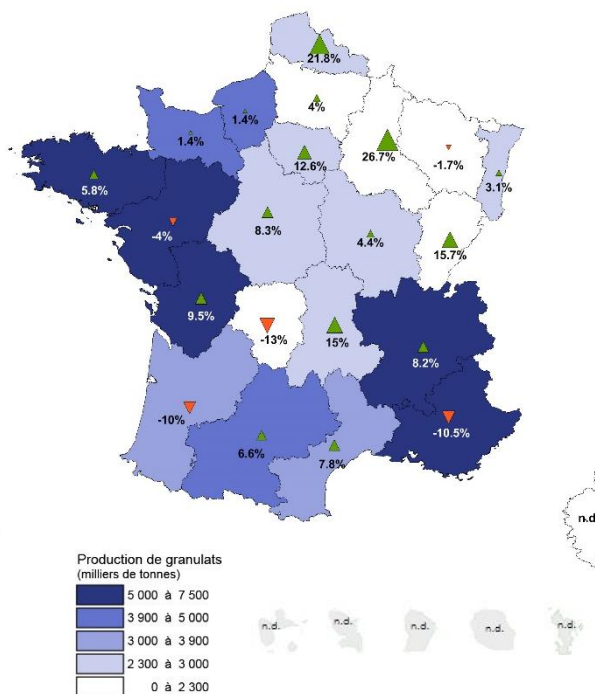 21.8%
4%
1.4%
1.4%
26.7%
-1.7%
12.6%
3.1%
5.8%
-4%
8.3%
4.4%
15.7%
9.5%
-13%
15%
8.2%
-10%
6.6%
7.8%
-10.5%
n.d
Production de granulats
(milliers de tonnes)
5 000 à 7 500
3 900 à 5 000
3 000 à 3 900
2 300 à 3 000
0 à 2 300
n.d. n.d. n.d. n.d. n.d.